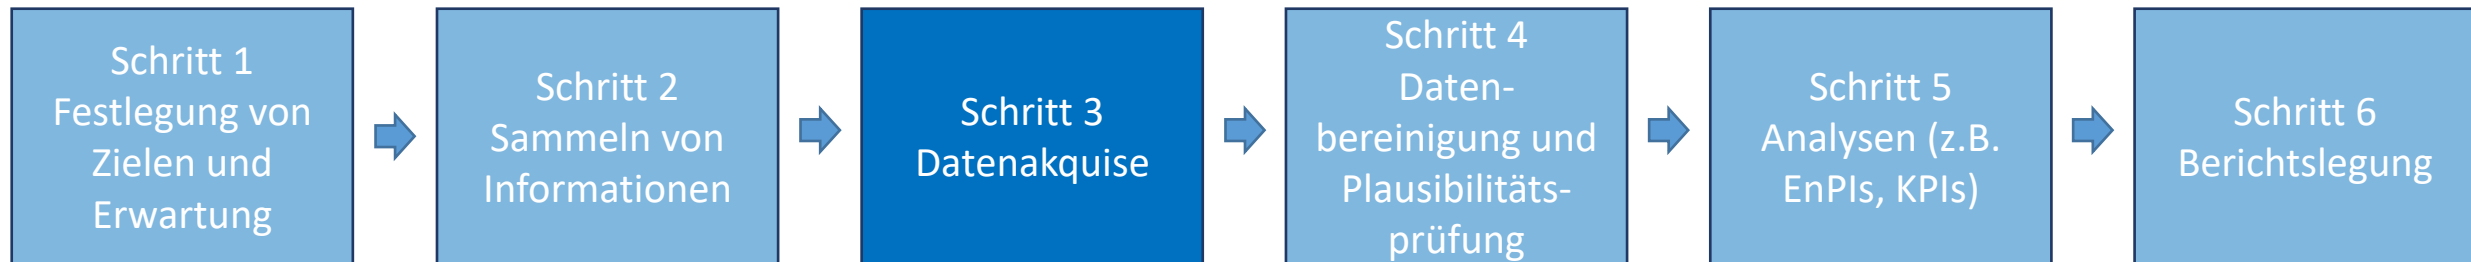 Schritt 1
Festlegung von
Zielen und
Erwartung
Schritt 2
Sammeln von
Informationen
Schritt 3
Datenakquise
Schritt 4
Daten-
bereinigung und
Plausibilitäts-
prüfung
Schritt 5
Analysen (z.B.
EnPIs, KPIs)
Schritt 6
Berichtslegung